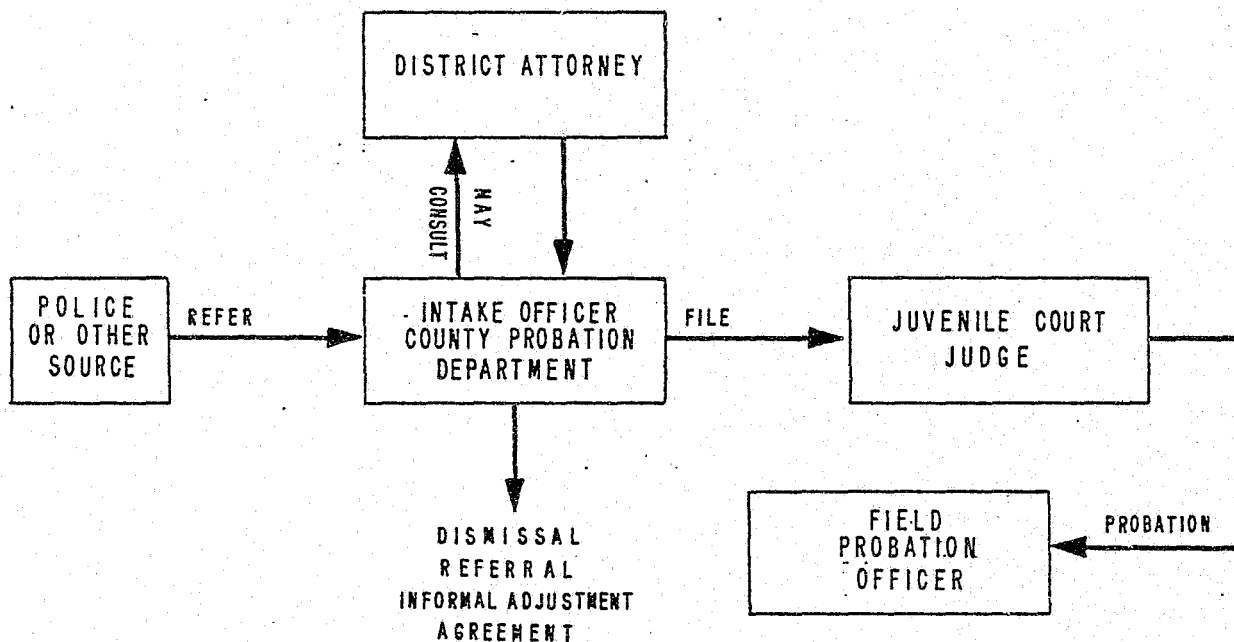 DISTRICT ATTORNEY
MAY
CONSULT
POLICE
OR OTHER
SOURCE
REFER
INTAKE OFFICER
COUNTY PROBATION
DEPARTMENT
FILE
JUVENILE COURT
JUDGE
DISMISSAL
REFERRAL
INFORMAL ADJUSTMENT
AGREEMENT
FIELD
PROBATION
OFFICER
PROBATION